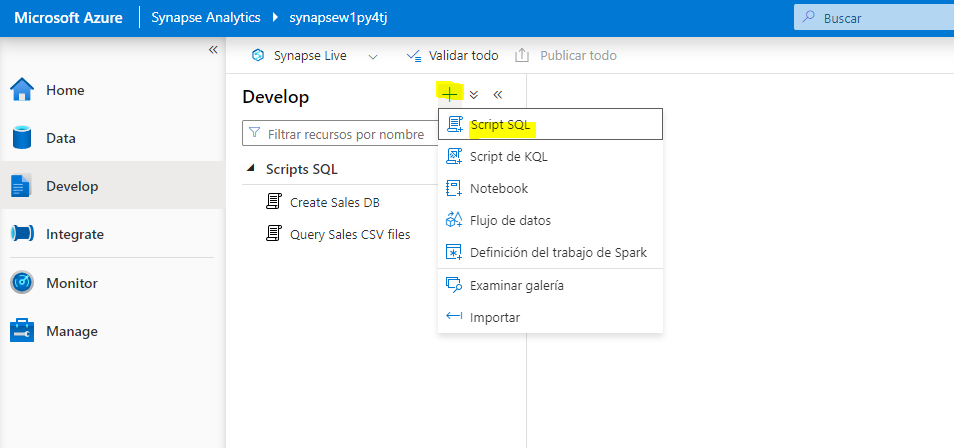 Microsoft Azure Synapse Analytics synapsew1py4tj Buscar
Synapse Live Validar todo Publicar todo
Home
Data
Develop
Integrate
Monitor
Manage
Develop
Filtrar recursos por nombre
Scripts SQL
Create Sales DB
Query Sales CSV files
Script SQL
Script de KQL
Notebook
Flujo de datos
Definición del trabajo de Spark
Examinar galería
Importar